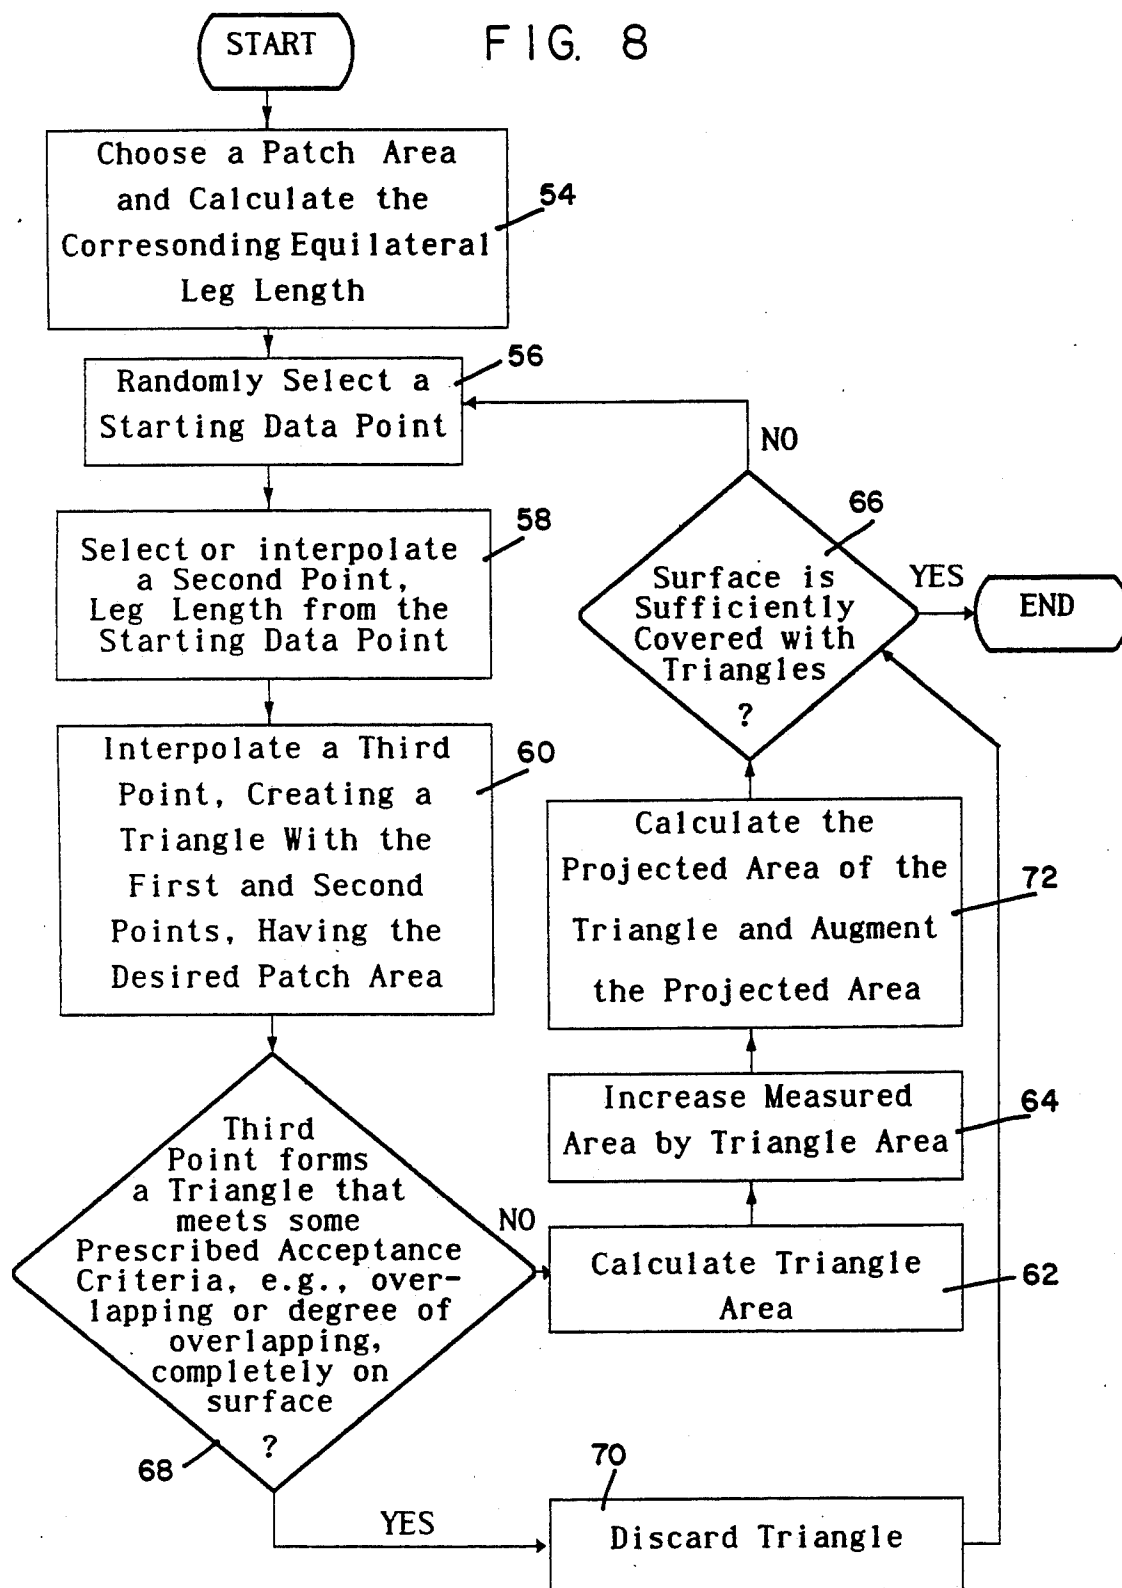 FIG. 8
START
Choose a Patch Area
and Calculate the
Corresonding Equilateral
Leg Length
54
Randomly Select a
Starting Data Point
56
Select or interpolate
a Second Point,
Leg Length from the
Starting Data Point
58
Interpolate a Third
Point, Creating a
Triangle With the
First and Second
Points, Having the
Desired Patch Area
60
Third
Point forms
a Triangle that
meets some
Prescribed Acceptance
Criteria, e.g., over-
lapping or degree of
overlapping,
completely on
surface
?
68
NO
YES
Calculate Triangle
Area
62
Increase Measured
Area by Triangle Area
64
Calculate the
Projected Area of the
Triangle and Augment
the Projected Area
72
Surface is
Sufficiently
Covered with
Triangles
?
66
NO
YES
END
70
Discard Triangle